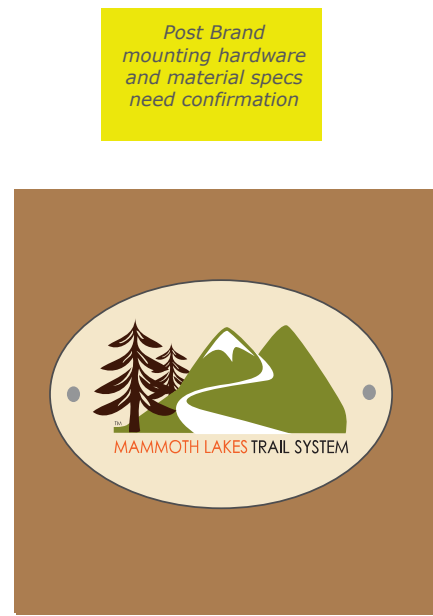 Post Brand
mounting hardware
and material specs
need confirmation
TM
MAMMOTH LAKES TRAIL SYSTEM